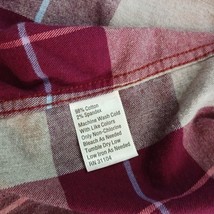 98% Cotton
2% Spandex
Machine Wash Cold
With Like Colors
Only Non-Chlorine
Bleach As Needed
Tumble Dry Low
Low Iron As Needed.
RN 31154